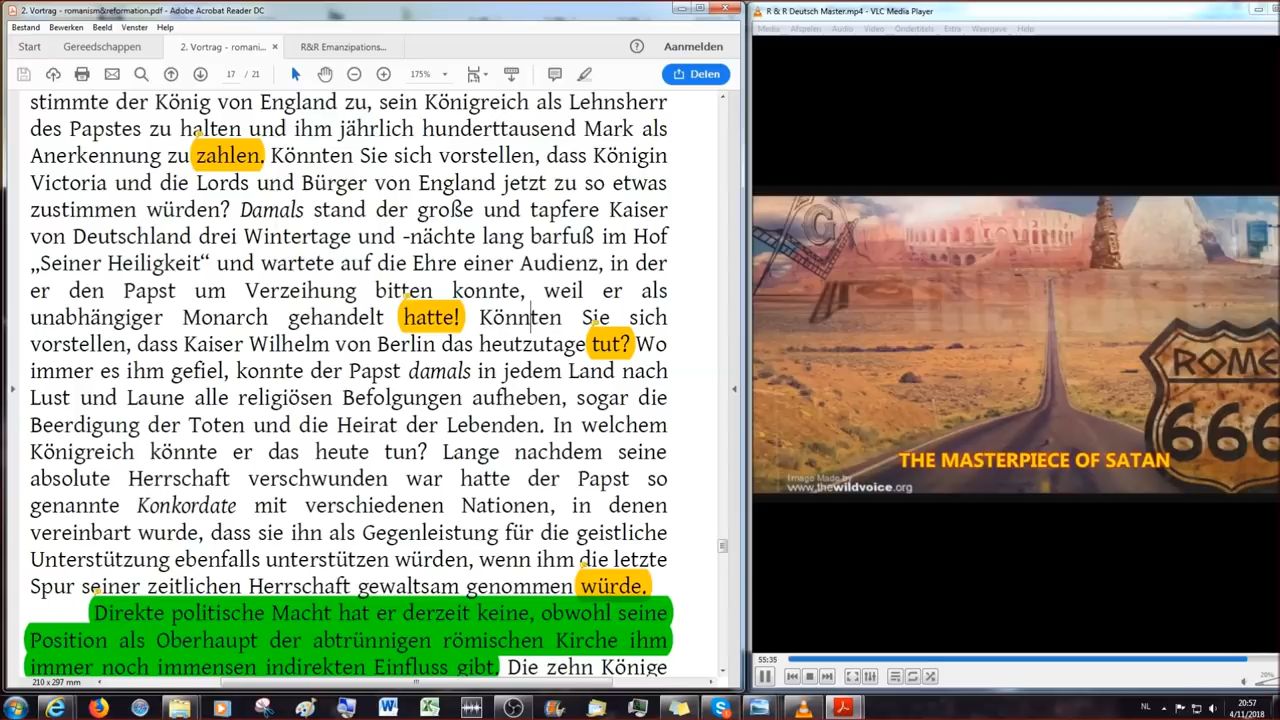 2. Vortrag - romanism&reformation.pdf - Adobe Acrobat Reader DC
Bestand Bewerken Beeld Venster Help
Start Gereedschappen 2. Vortrag - romani... × R&R Emanzipations... Aanmelden
17 / 21 175% Delen
stimmte der König von England zu, sein Königreich als Lehnsherr
des Papstes zu halten und ihm jährlich hunderttausend Mark als
Anerkennung zu zahlen. Könnten Sie sich vorstellen, dass Königin
Victoria und die Lords und Bürger von England jetzt zu so etwas
zustimmen würden? Damals stand der große und tapfere Kaiser
von Deutschland drei Wintertage und -nächte lang barfuß im Hof
„Seiner Heiligkeit“ und wartete auf die Ehre einer Audienz, in der
er den Papst um Verzeihung bitten konnte, weil er als
unabhängiger Monarch gehandelt hatte! Könnten Sie sich
vorstellen, dass Kaiser Wilhelm von Berlin das heutzutage tut? Wo
immer es ihm gefiel, konnte der Papst damals in jedem Land nach
Lust und Laune alle religiösen Befolgungen aufheben, sogar die
Beerdigung der Toten und die Heirat der Lebenden. In welchem
Königreich könnte er das heute tun? Lange nachdem seine
absolute Herrschaft verschwunden war hatte der Papst so
genannte Konkordate mit verschiedenen Nationen, in denen
vereinbart wurde, dass sie ihn als Gegenleistung für die geistliche
Unterstützung ebenfalls unterstützen würden, wenn ihm die letzte
Spur seiner zeitlichen Herrschaft gewaltsam genommen würde.
Direkte politische Macht hat er derzeit keine, obwohl seine
Position als Oberhaupt der abtrünnigen römischen Kirche ihm
immer noch immensen indirekten Einfluss gibt. Die zehn Könige
210 x 297 mm
R & R Deutsch Master.mp4 - VLC Media Player
Media Afspelen Audio Video Ondertitels Extra Weergave Help
G
ROME
666
THE MASTERPIECE OF SATAN
Image Made by
www.thewildvoice.org
55:35
20%
NL 20:57
4/11/2018